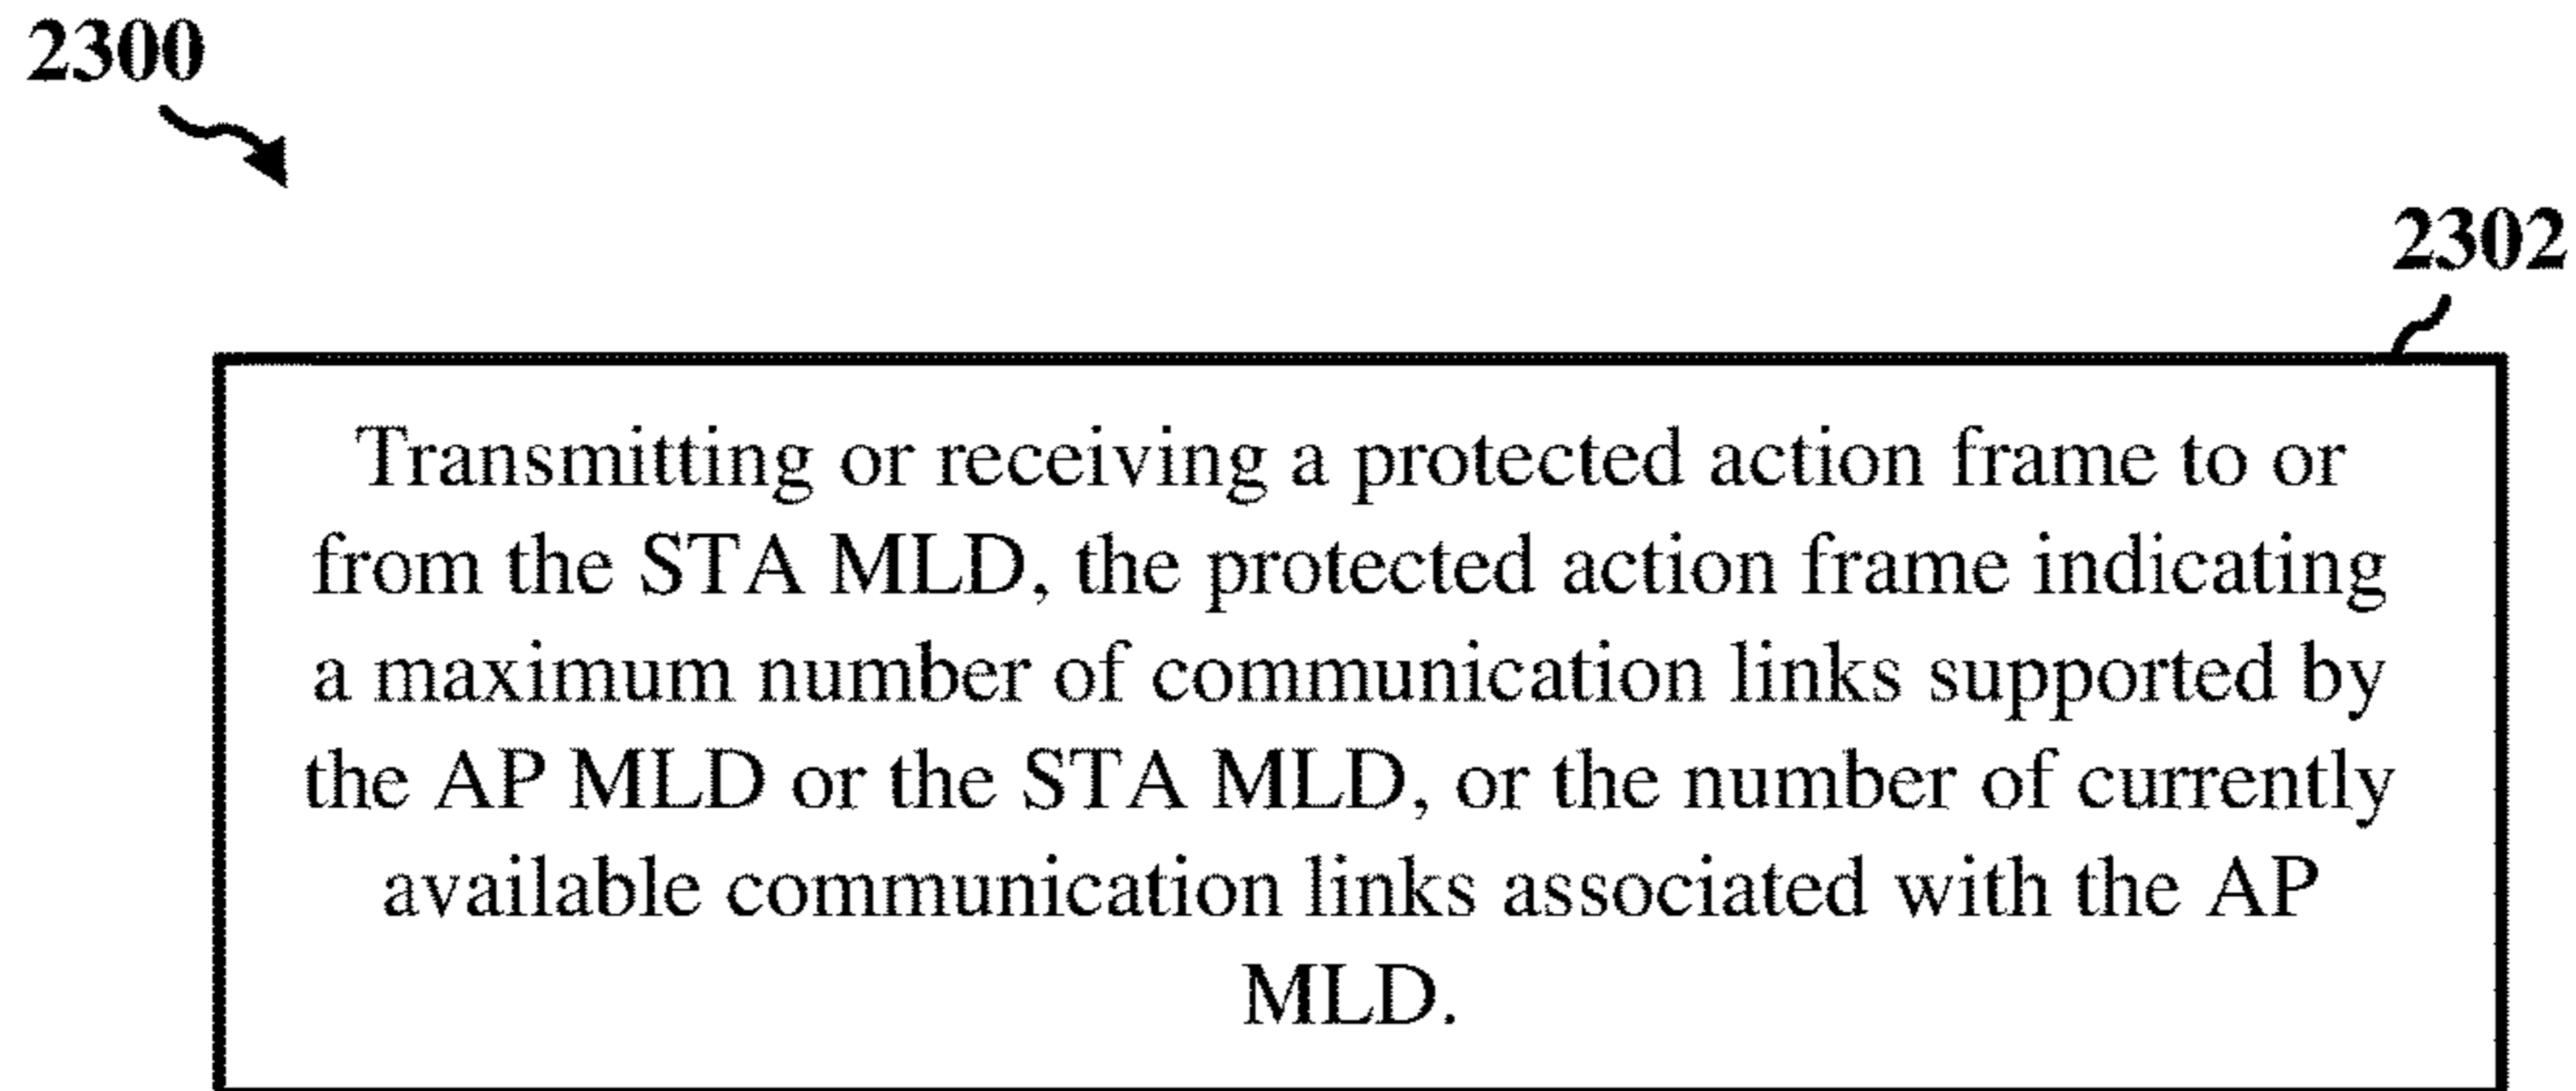 2300
2302
Transmitting or receiving a protected action frame to or
from the STA MLD, the protected action frame indicating
a maximum number of communication links supported by
the AP MLD or the STA MLD, or the number of currently
available communication links associated with the AP
MLD.